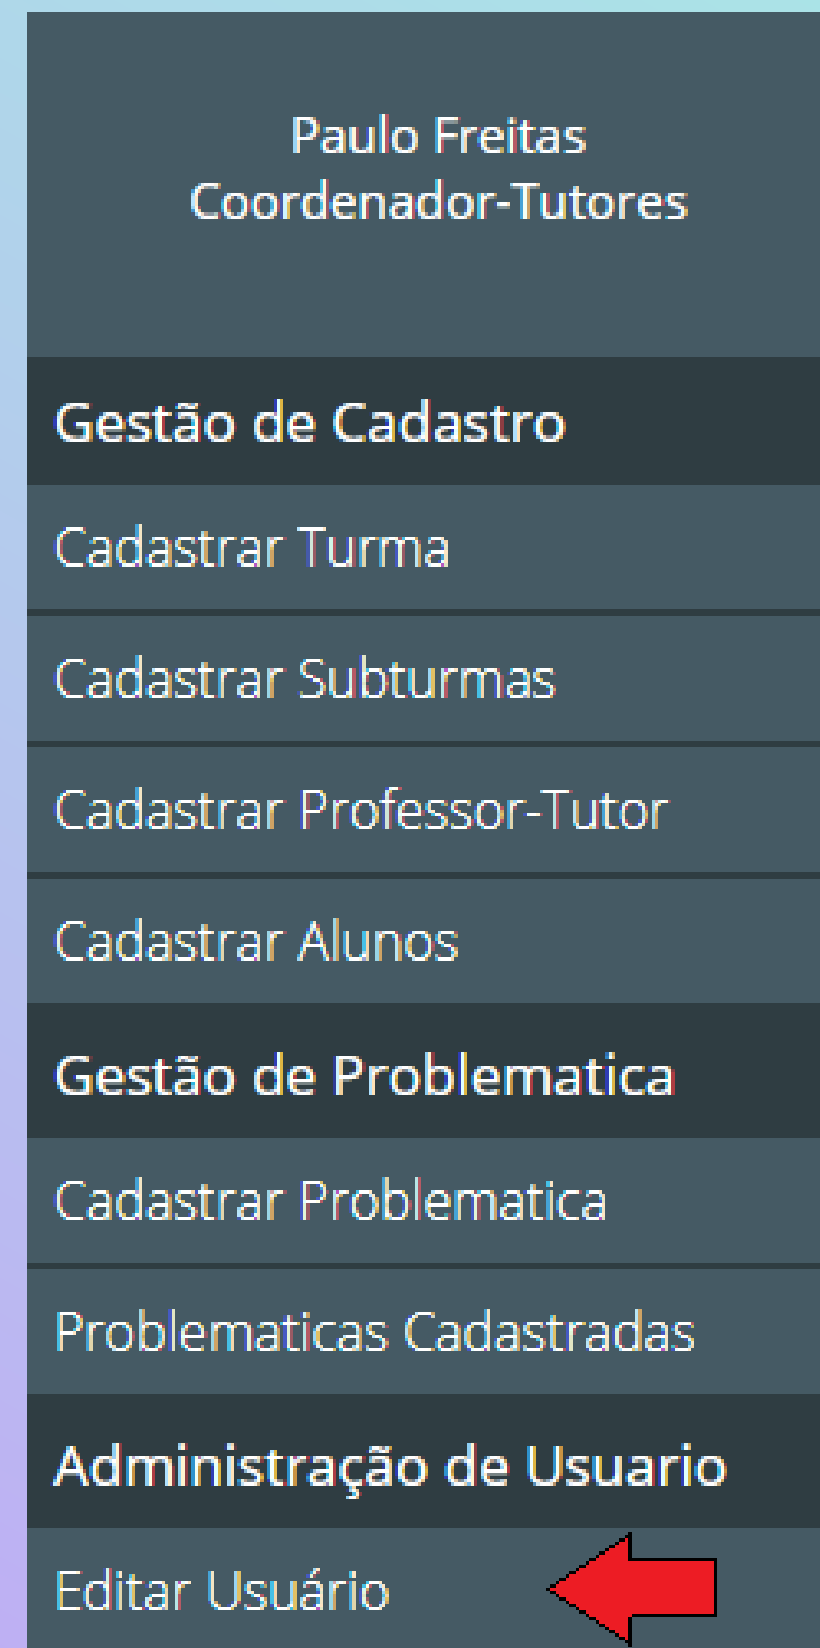 Paulo Freitas
Coordenador-Tutores
Gestão de Cadastro
Cadastrar Turma
Cadastrar Subturmas
Cadastrar Professor-Tutor
Cadastrar Alunos
Gestão de Problematica
Cadastrar Problematica
Problematicas Cadastradas
Administração de Usuario
Editar Usuário